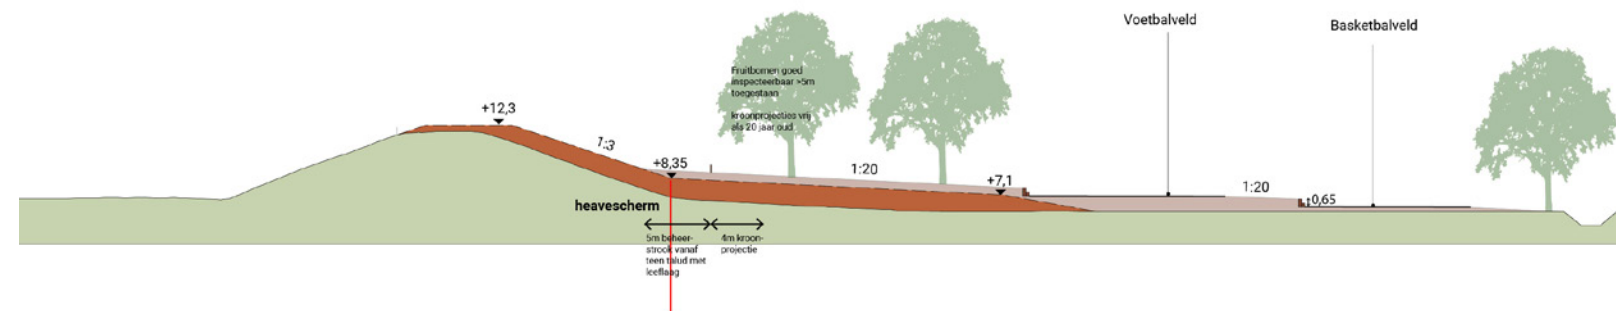 Voetbalveld
Basketbalveld
Fruitbomen goed
inspecteerbaar >5m
toegestaan
kroonprojecties vrij
als 20 jaar oud
+12,3
1:3
+8,35
1:20
+7,1
1:20
0,65
heavescherm
5m beheer-
strook vanaf
teen talud met
leeflaag
4m kroon-
projectie